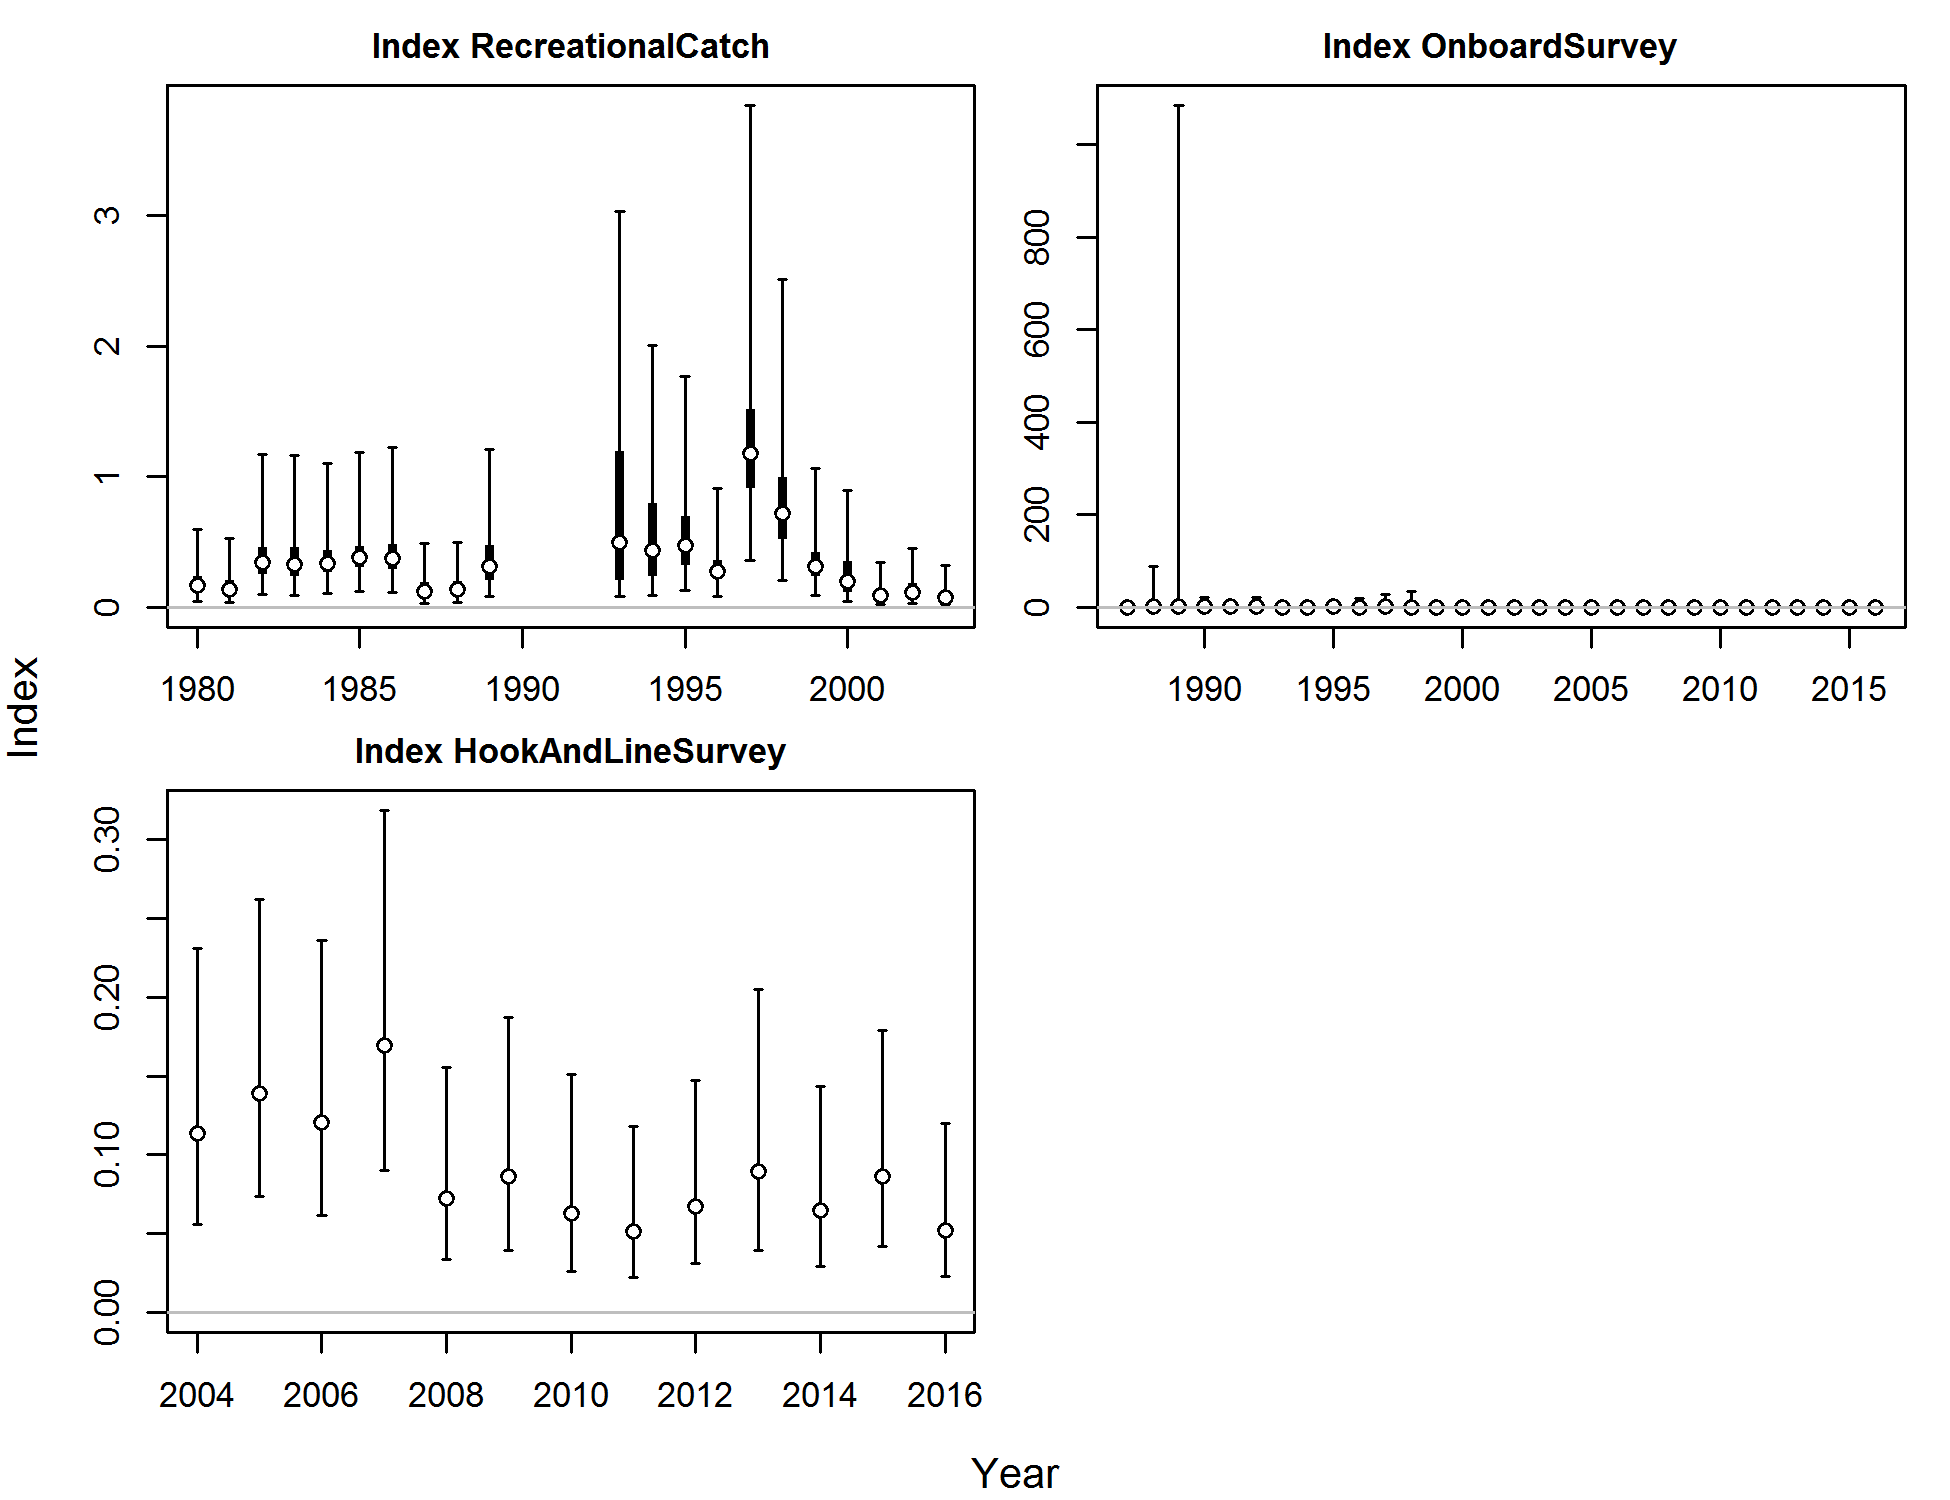 Index RecreationalCatch
3
2
1
0
1980 1985 1990 1995 2000
Index OnboardSurvey
800
600
400
200
0
1990 1995 2000 2005 2010 2015
Index
Index HookAndLineSurvey
0.30
0.20
0.10
0.00
2004 2006 2008 2010 2012 2014 2016
Year